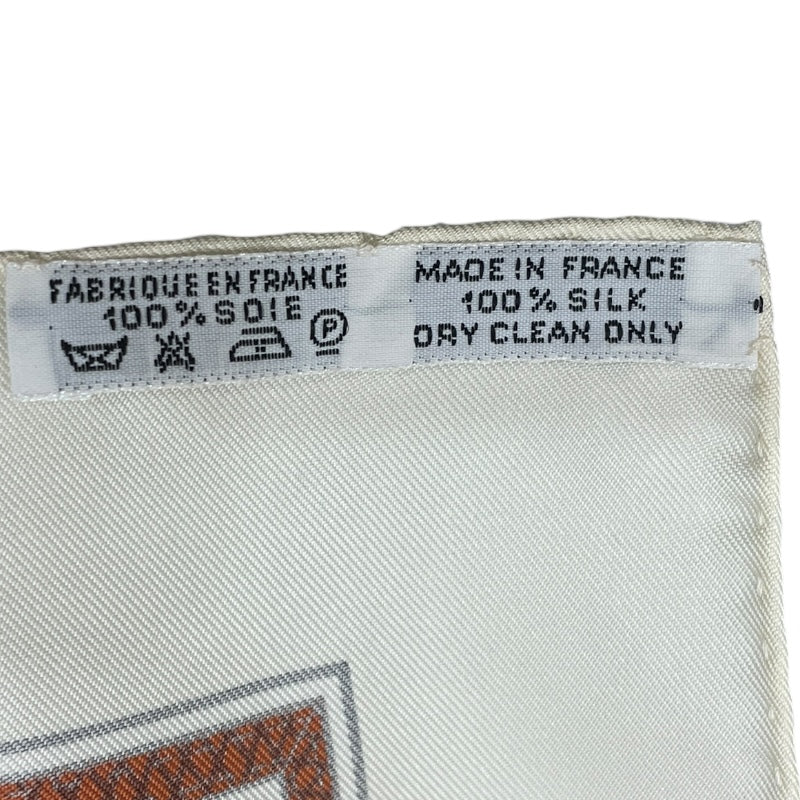 FABRIQUE EN FRANCE
100% SOIE
P
MADE IN FRANCE
100% SILK
DRY CLEAN ONLY